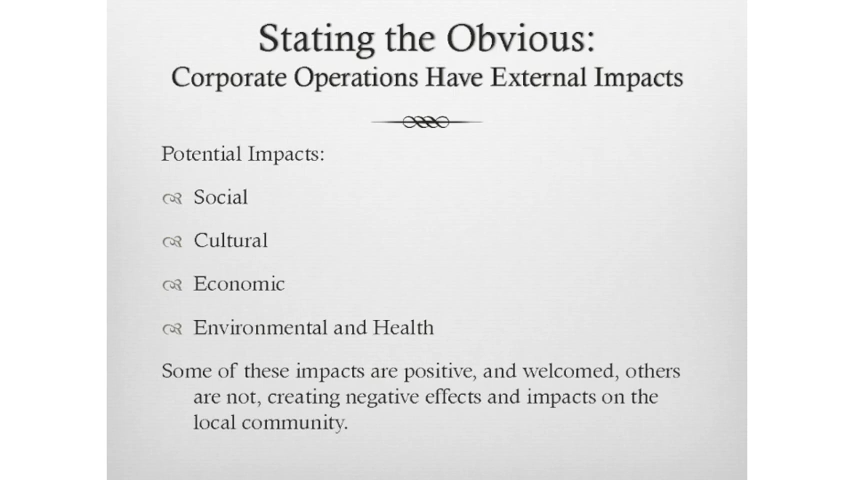 Stating the Obvious:
Corporate Operations Have External Impacts
Potential Impacts:
Social
Cultural
Economic
Environmental and Health
Some of these impacts are positive, and welcomed, others
are not, creating negative effects and impacts on the
local community.